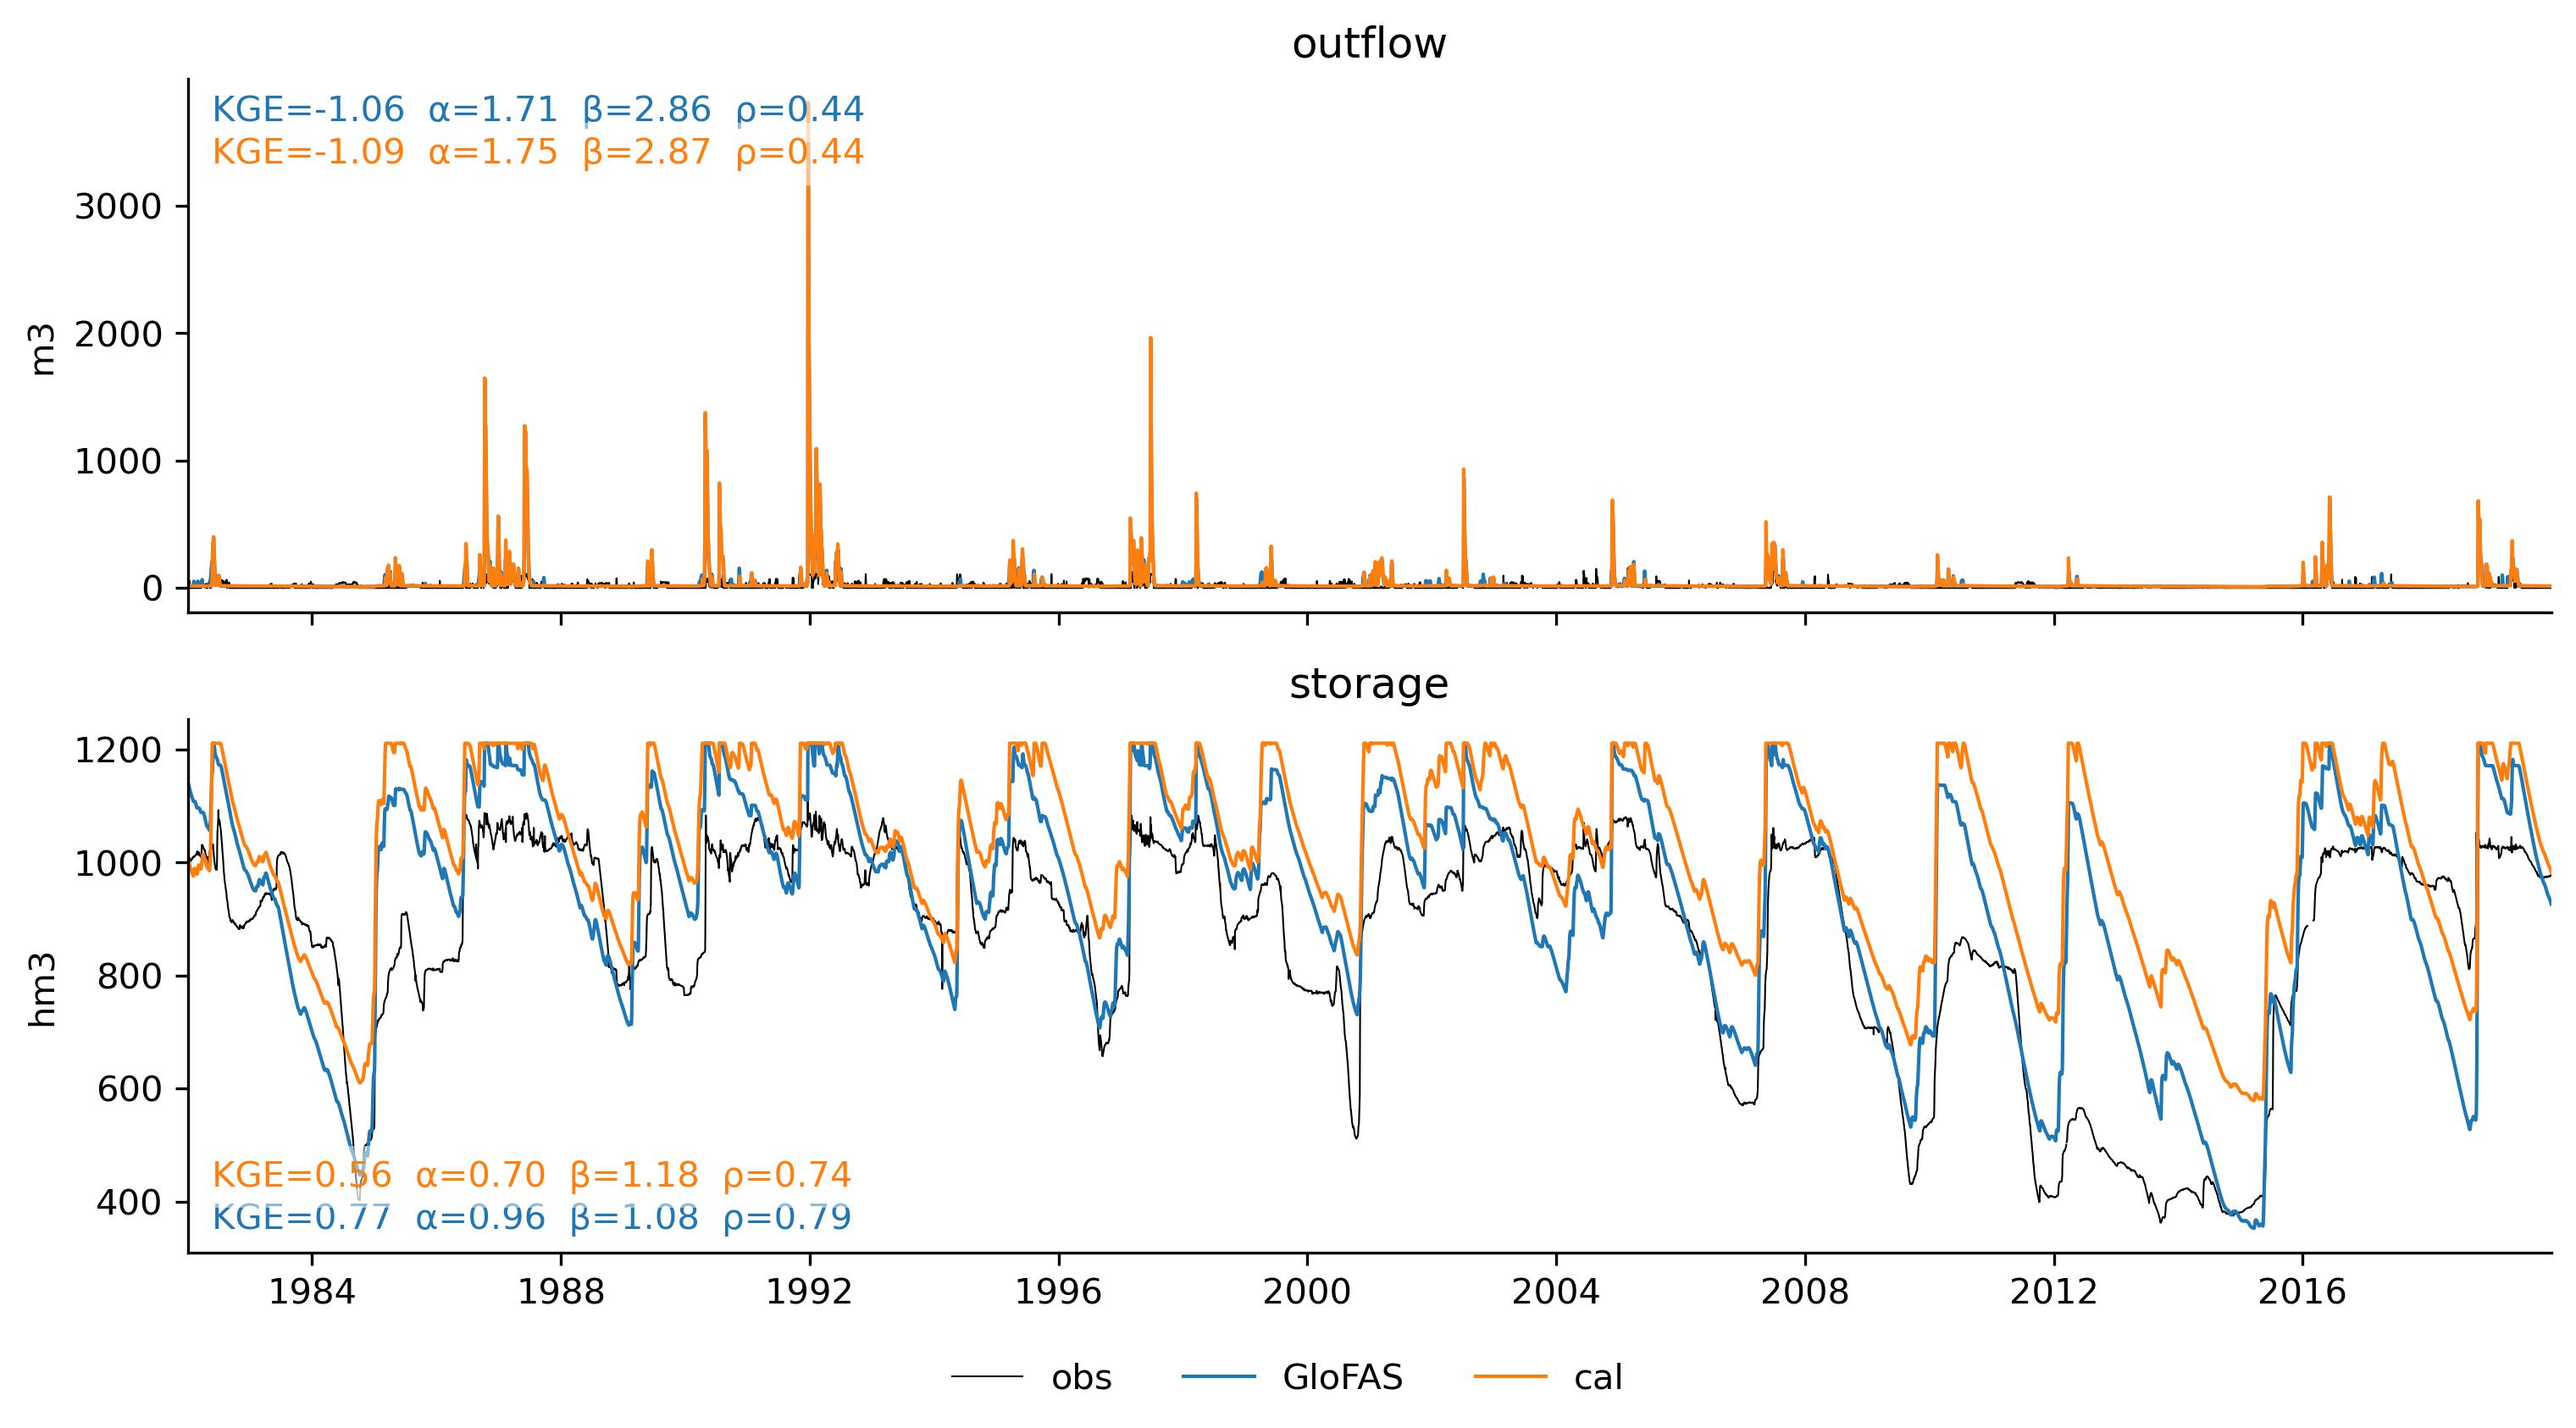 outflow
KGE=-1.06 α=1.71 β=2.86 ρ=0.44
KGE=-1.09 α=1.75 β=2.87 ρ=0.44
m3
3000
2000
1000
0
storage
hm3
1200
1000
800
600
400
KGE=0.56 α=0.70 β=1.18 ρ=0.74
KGE=0.77 α=0.96 β=1.08 ρ=0.79
1984 1988 1992 1996 2000 2004 2008 2012 2016
obs GloFAS cal